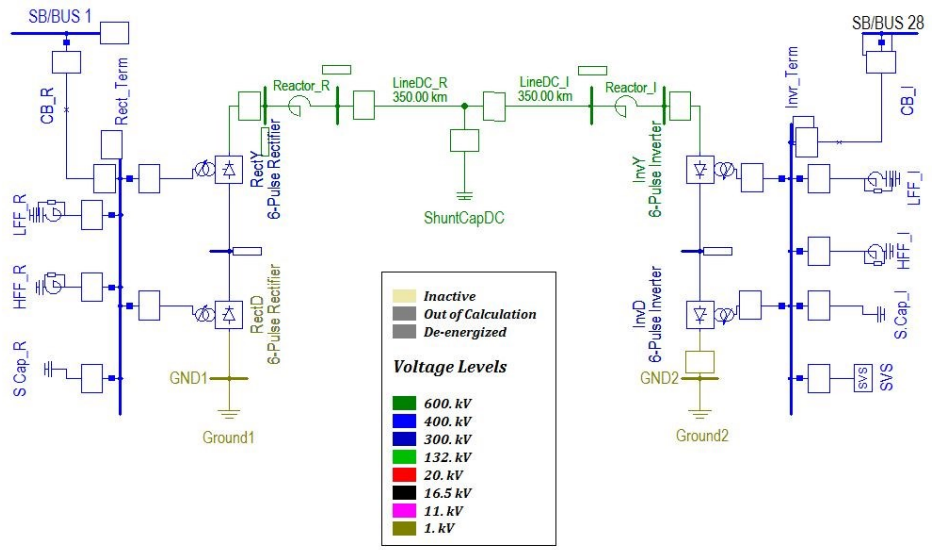 SB/BUS 1
SB/BUS 28
CB_R
Rect_Term
Reactor_R
LineDC_R
350.00 km
LineDC_I
350.00 km
Reactor_I
Invr_Term
CB_I
RectY
6-Pulse Rectifier
InvY
6-Pulse Inverter
LFF_R
LFF_I
ShuntCapDC
HFF_R
HFF_I
RectD
6-Pulse Rectifier
InvD
6-Pulse Inverter
S.Cap_R
S.Cap_I
GND1
GND2
SVS
SVS
Ground1
Ground2
Inactive
Out of Calculation
De-energized
Voltage Levels
600. kV
400. kV
300. kV
132. kV
20. kV
16.5 kV
11. kV
1. kV